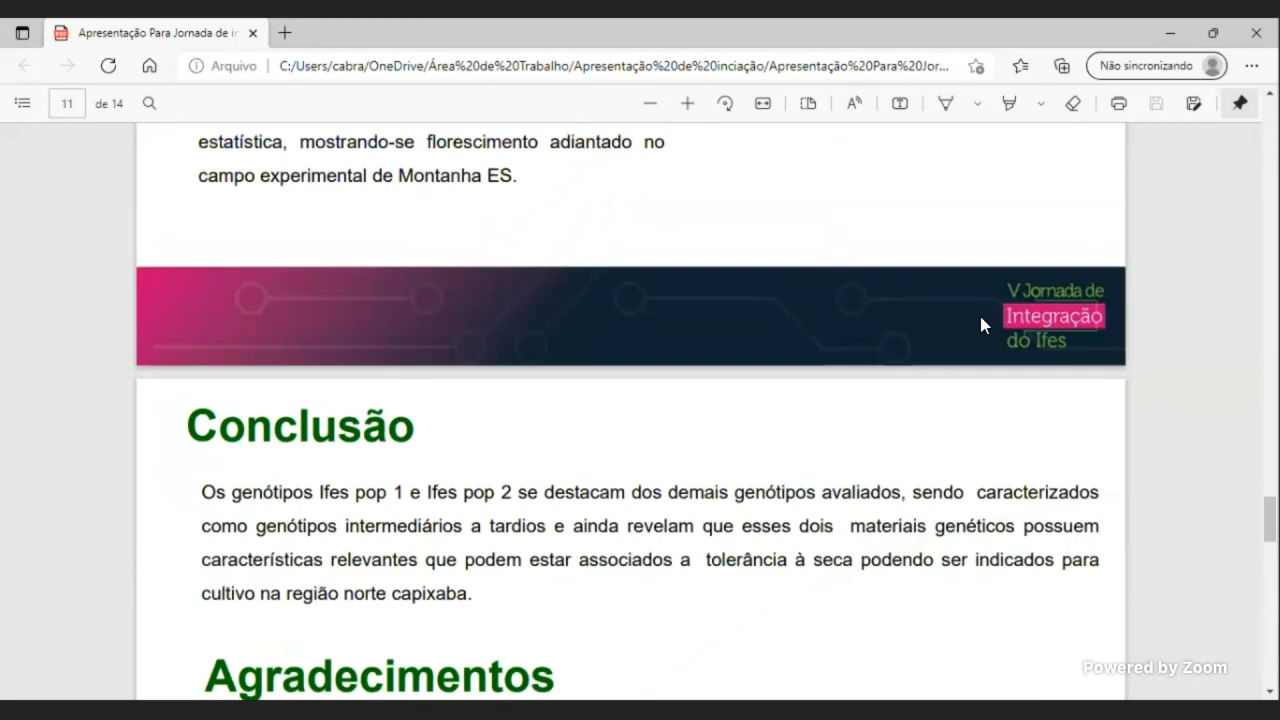 Apresentação Para Jornada de ir
Arquivo
C:/Users/cabra/OneDrive/Área%20de%20Trabalho/Apresentação%20de%20inciação/Apresentação%20Para%20Jor...
Não sincronizando
11 de 14
estatística, mostrando-se florescimento adiantado no
campo experimental de Montanha ES.
V Jornada de
Integração
do Ifes
Conclusão
Os genótipos Ifes pop 1 e Ifes pop 2 se destacam dos demais genótipos avaliados, sendo caracterizados
como genótipos intermediários a tardios e ainda revelam que esses dois materiais genéticos possuem
características relevantes que podem estar associados a tolerância à seca podendo ser indicados para
cultivo na região norte capixaba.
Agradecimentos
Powered by Zoom